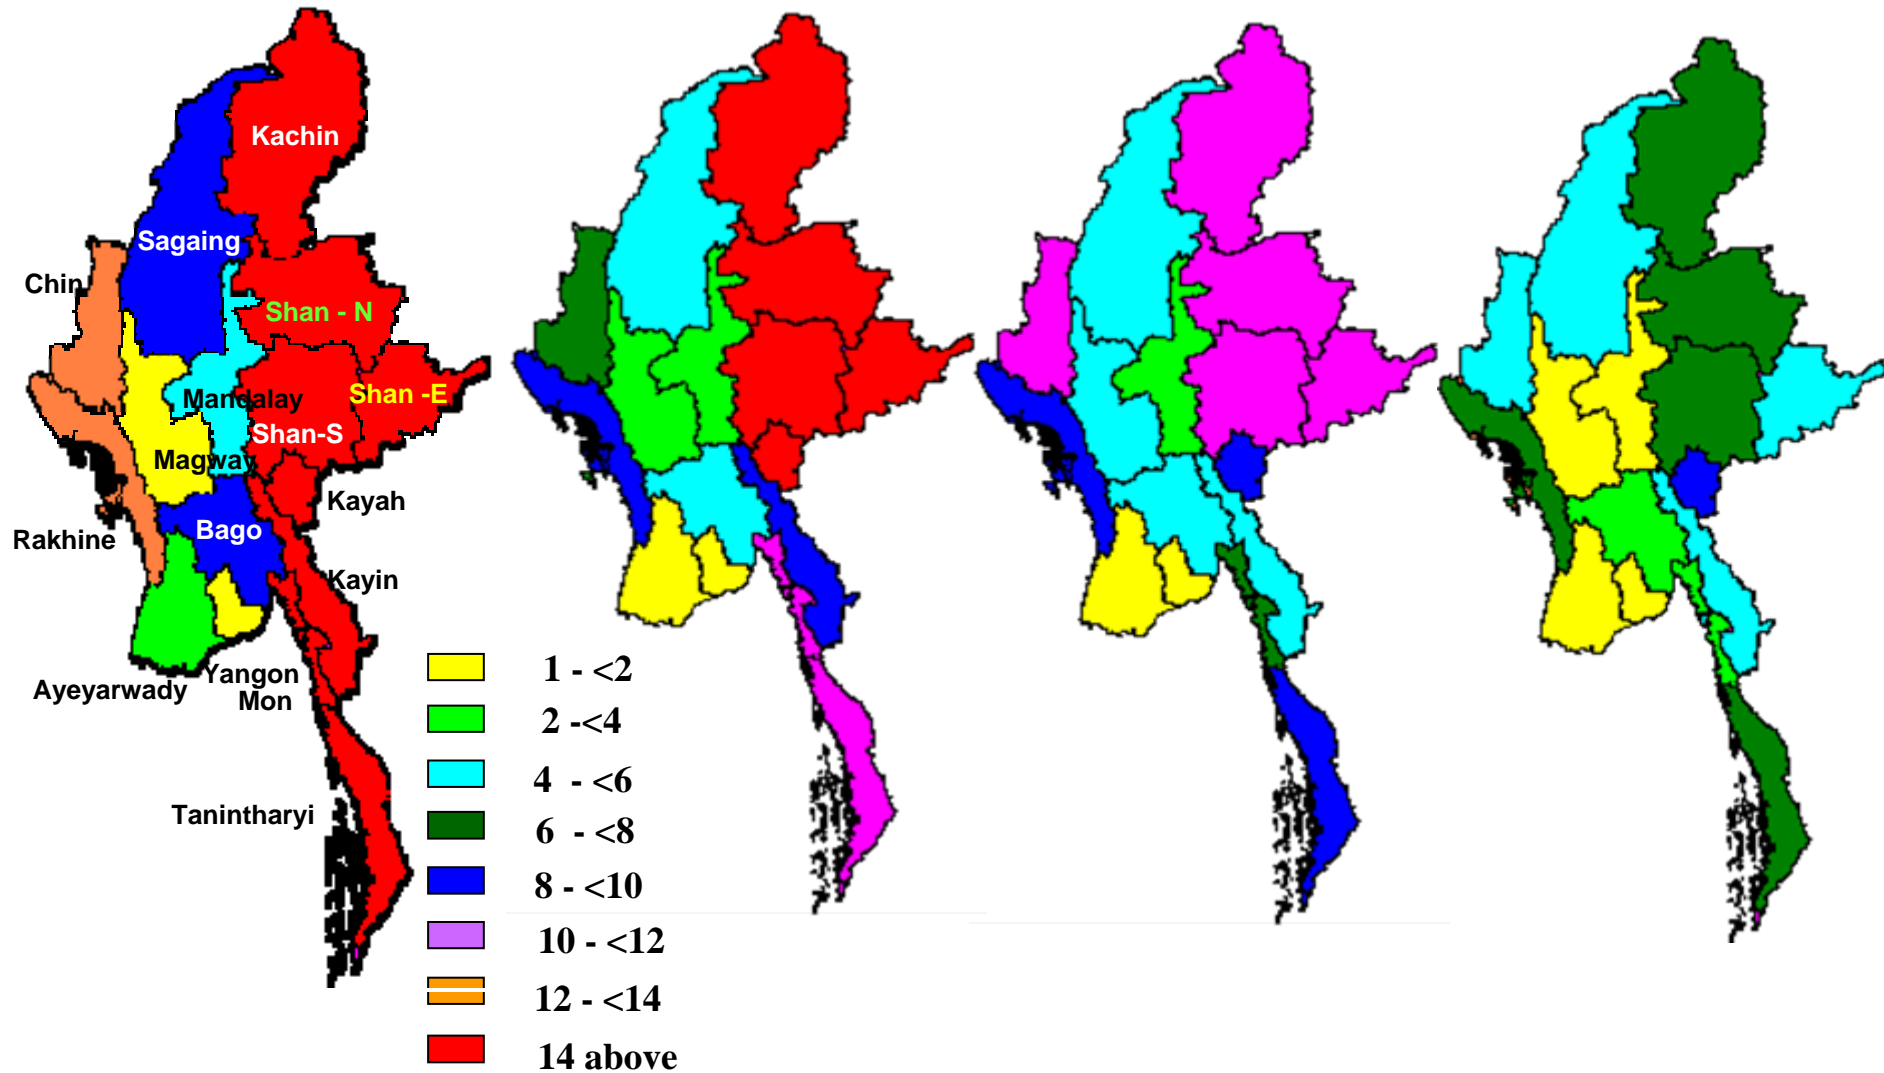 Kachin
Sagaing
Chin
Shan - N
Mandalay
Shan -E
Shan-S
Magway
Kayah
Rakhine
Bago
Kayin
Ayeyarwady
Yangon
Mon
Tanintharyi
1 - <2
2 -<4
4 - <6
6 - <8
8 - <10
10 - <12
12 - <14
14 above